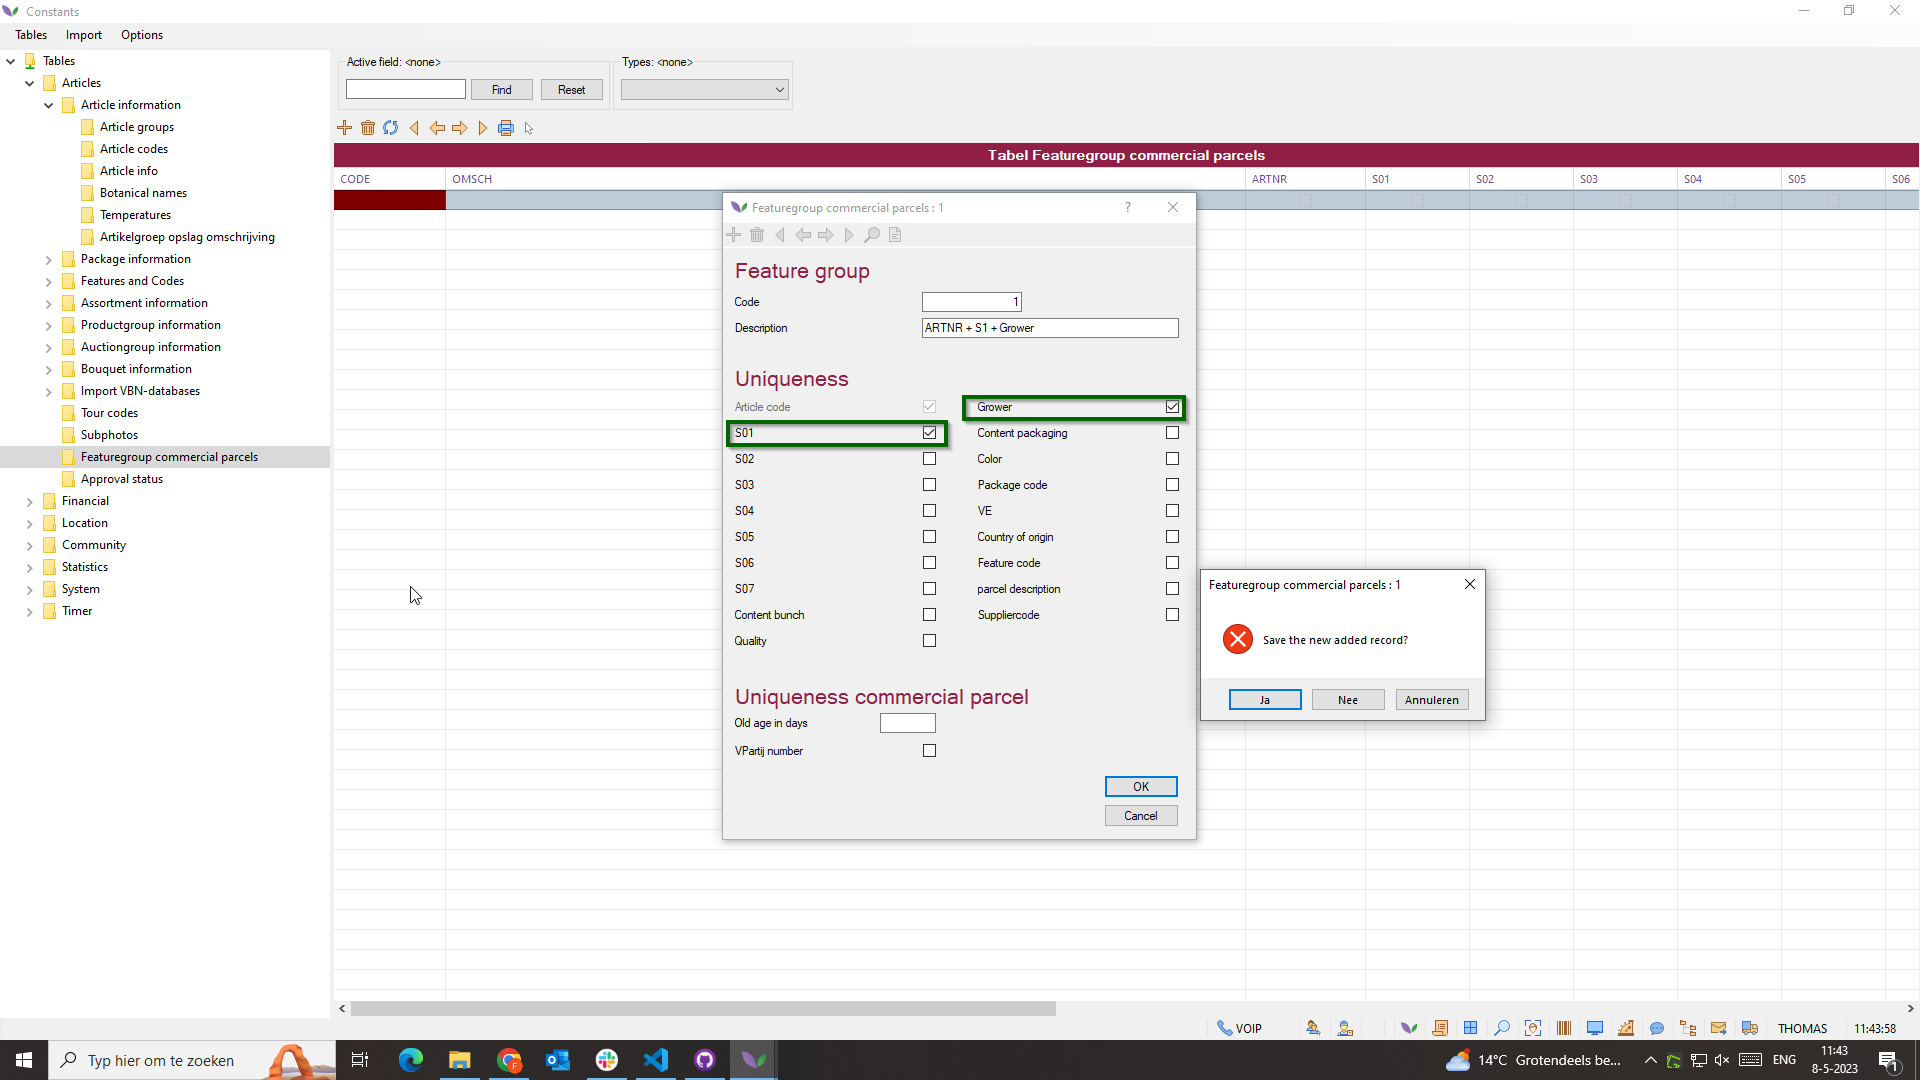 Constants
Tables Import Options
Tables
Articles
Article information
Article groups
Article codes
Article info
Botanical names
Temperatures
Artikelgroep opslag omschrijving
Package information
Features and Codes
Assortment information
Productgroup information
Auctiongroup information
Bouquet information
Import VBN-databases
Tour codes
Subphotos
Featuregroup commercial parcels
Approval status
Financial
Location
Community
Statistics
System
Timer
Active field: <none>
Find Reset
Types: <none>
Tabel Featuregroup commercial parcels
CODE OMSCH ARTNR S01 S02 S03 S04 S05 S06
Featuregroup commercial parcels : 1 ?
Feature group
Code 1
Description ARTNR + S1 + Grower
Uniqueness
Article code Grower
S01 Content packaging
S02 Color
S03 Package code
S04 VE
S05 Country of origin
S06 Feature code
S07 parcel description
Content bunch Suppliercode
Quality
Uniqueness commercial parcel
Old age in days
VPartij number
OK
Cancel
Featuregroup commercial parcels : 1
Save the new added record?
Ja Nee Annuleren
VOIP THOMAS 11:43:58
Typ hier om te zoeken
14°C Grotendeels be... ENG 11:43
8-5-2023
1